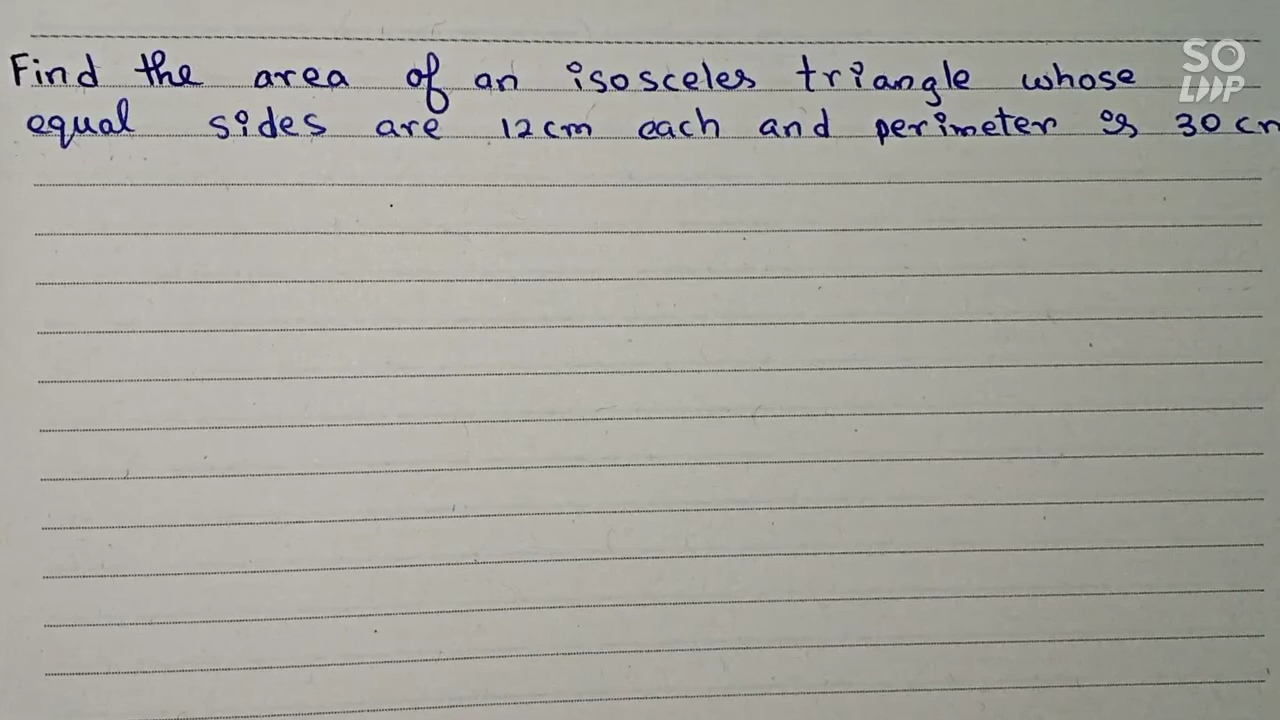 Find the area of an isosceles triangle whose
equal sides are 12cm each and perimeter is 30 cm
SO
LOOP